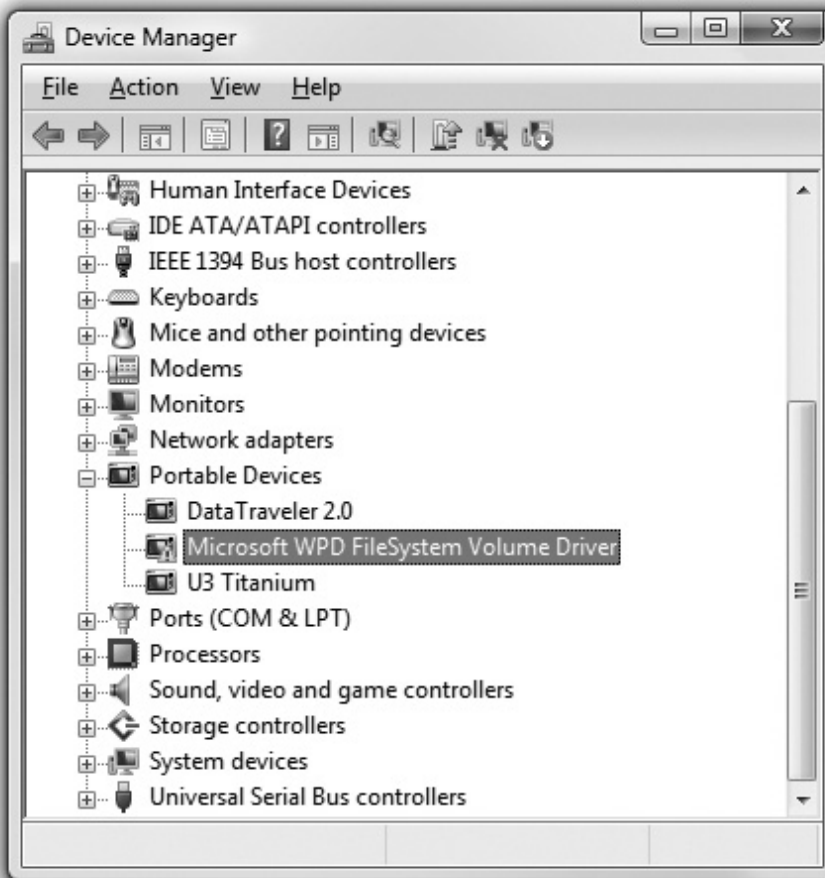 Device Manager
File Action View Help
Human Interface Devices
IDE ATA/ATAPI controllers
IEEE 1394 Bus host controllers
Keyboards
Mice and other pointing devices
Modems
Monitors
Network adapters
Portable Devices
DataTraveler 2.0
Microsoft WPD FileSystem Volume Driver
U3 Titanium
Ports (COM & LPT)
Processors
Sound, video and game controllers
Storage controllers
System devices
Universal Serial Bus controllers